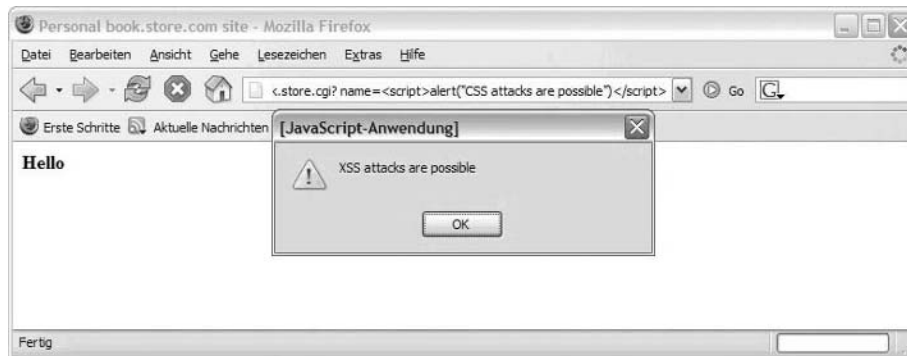 Personal book.store.com site - Mozilla Firefox
Datei Bearbeiten Ansicht Gehe Lesezeichen Extras Hilfe
<.store.cgi? name=<script>alert("CSS attacks are possible")</script> Go G
Erste Schritte Aktuelle Nachrichten
[JavaScript-Anwendung]
Hello
XSS attacks are possible
OK
Fertig